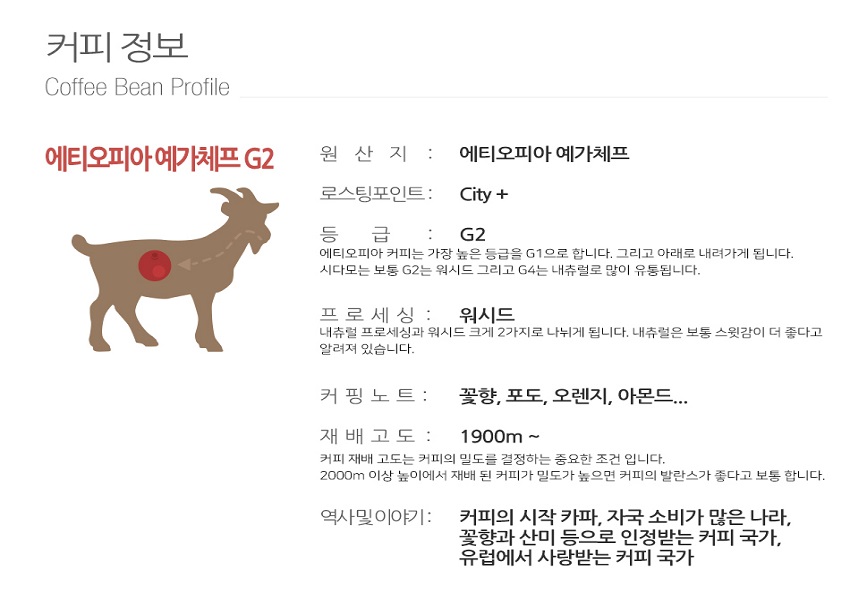 커피 정보
Coffee Bean Profile
에티오피아 예가체프 G2
원 산 지 : 에티오피아 예가체프
로스팅포인트 : City +
등 급 : G2
에티오피아 커피는 가장 높은 등급을 G1으로 합니다. 그리고 아래로 내려가게 됩니다.
시다모는 보통 G2는 워시드 그리고 G4는 내츄럴로 많이 유통됩니다.
프 로 세 싱 : 워시드
내츄럴 프로세싱과 워시드 크게 2가지로 나뉘게 됩니다. 내츄럴은 보통 스윗감이 더 좋다고
알려져 있습니다.
커 핑 노 트 : 꽃향, 포도, 오렌지, 아몬드...
재 배 고 도 : 1900m ~
커피 재배 고도는 커피의 밀도를 결정하는 중요한 조건 입니다.
2000m 이상 높이에서 재배 된 커피가 밀도가 높으면 커피의 발란스가 좋다고 보통 합니다.
역사 및 이야기 : 커피의 시작 카파, 자국 소비가 많은 나라,
꽃향과 산미 등으로 인정받는 커피 국가,
유럽에서 사랑받는 커피 국가